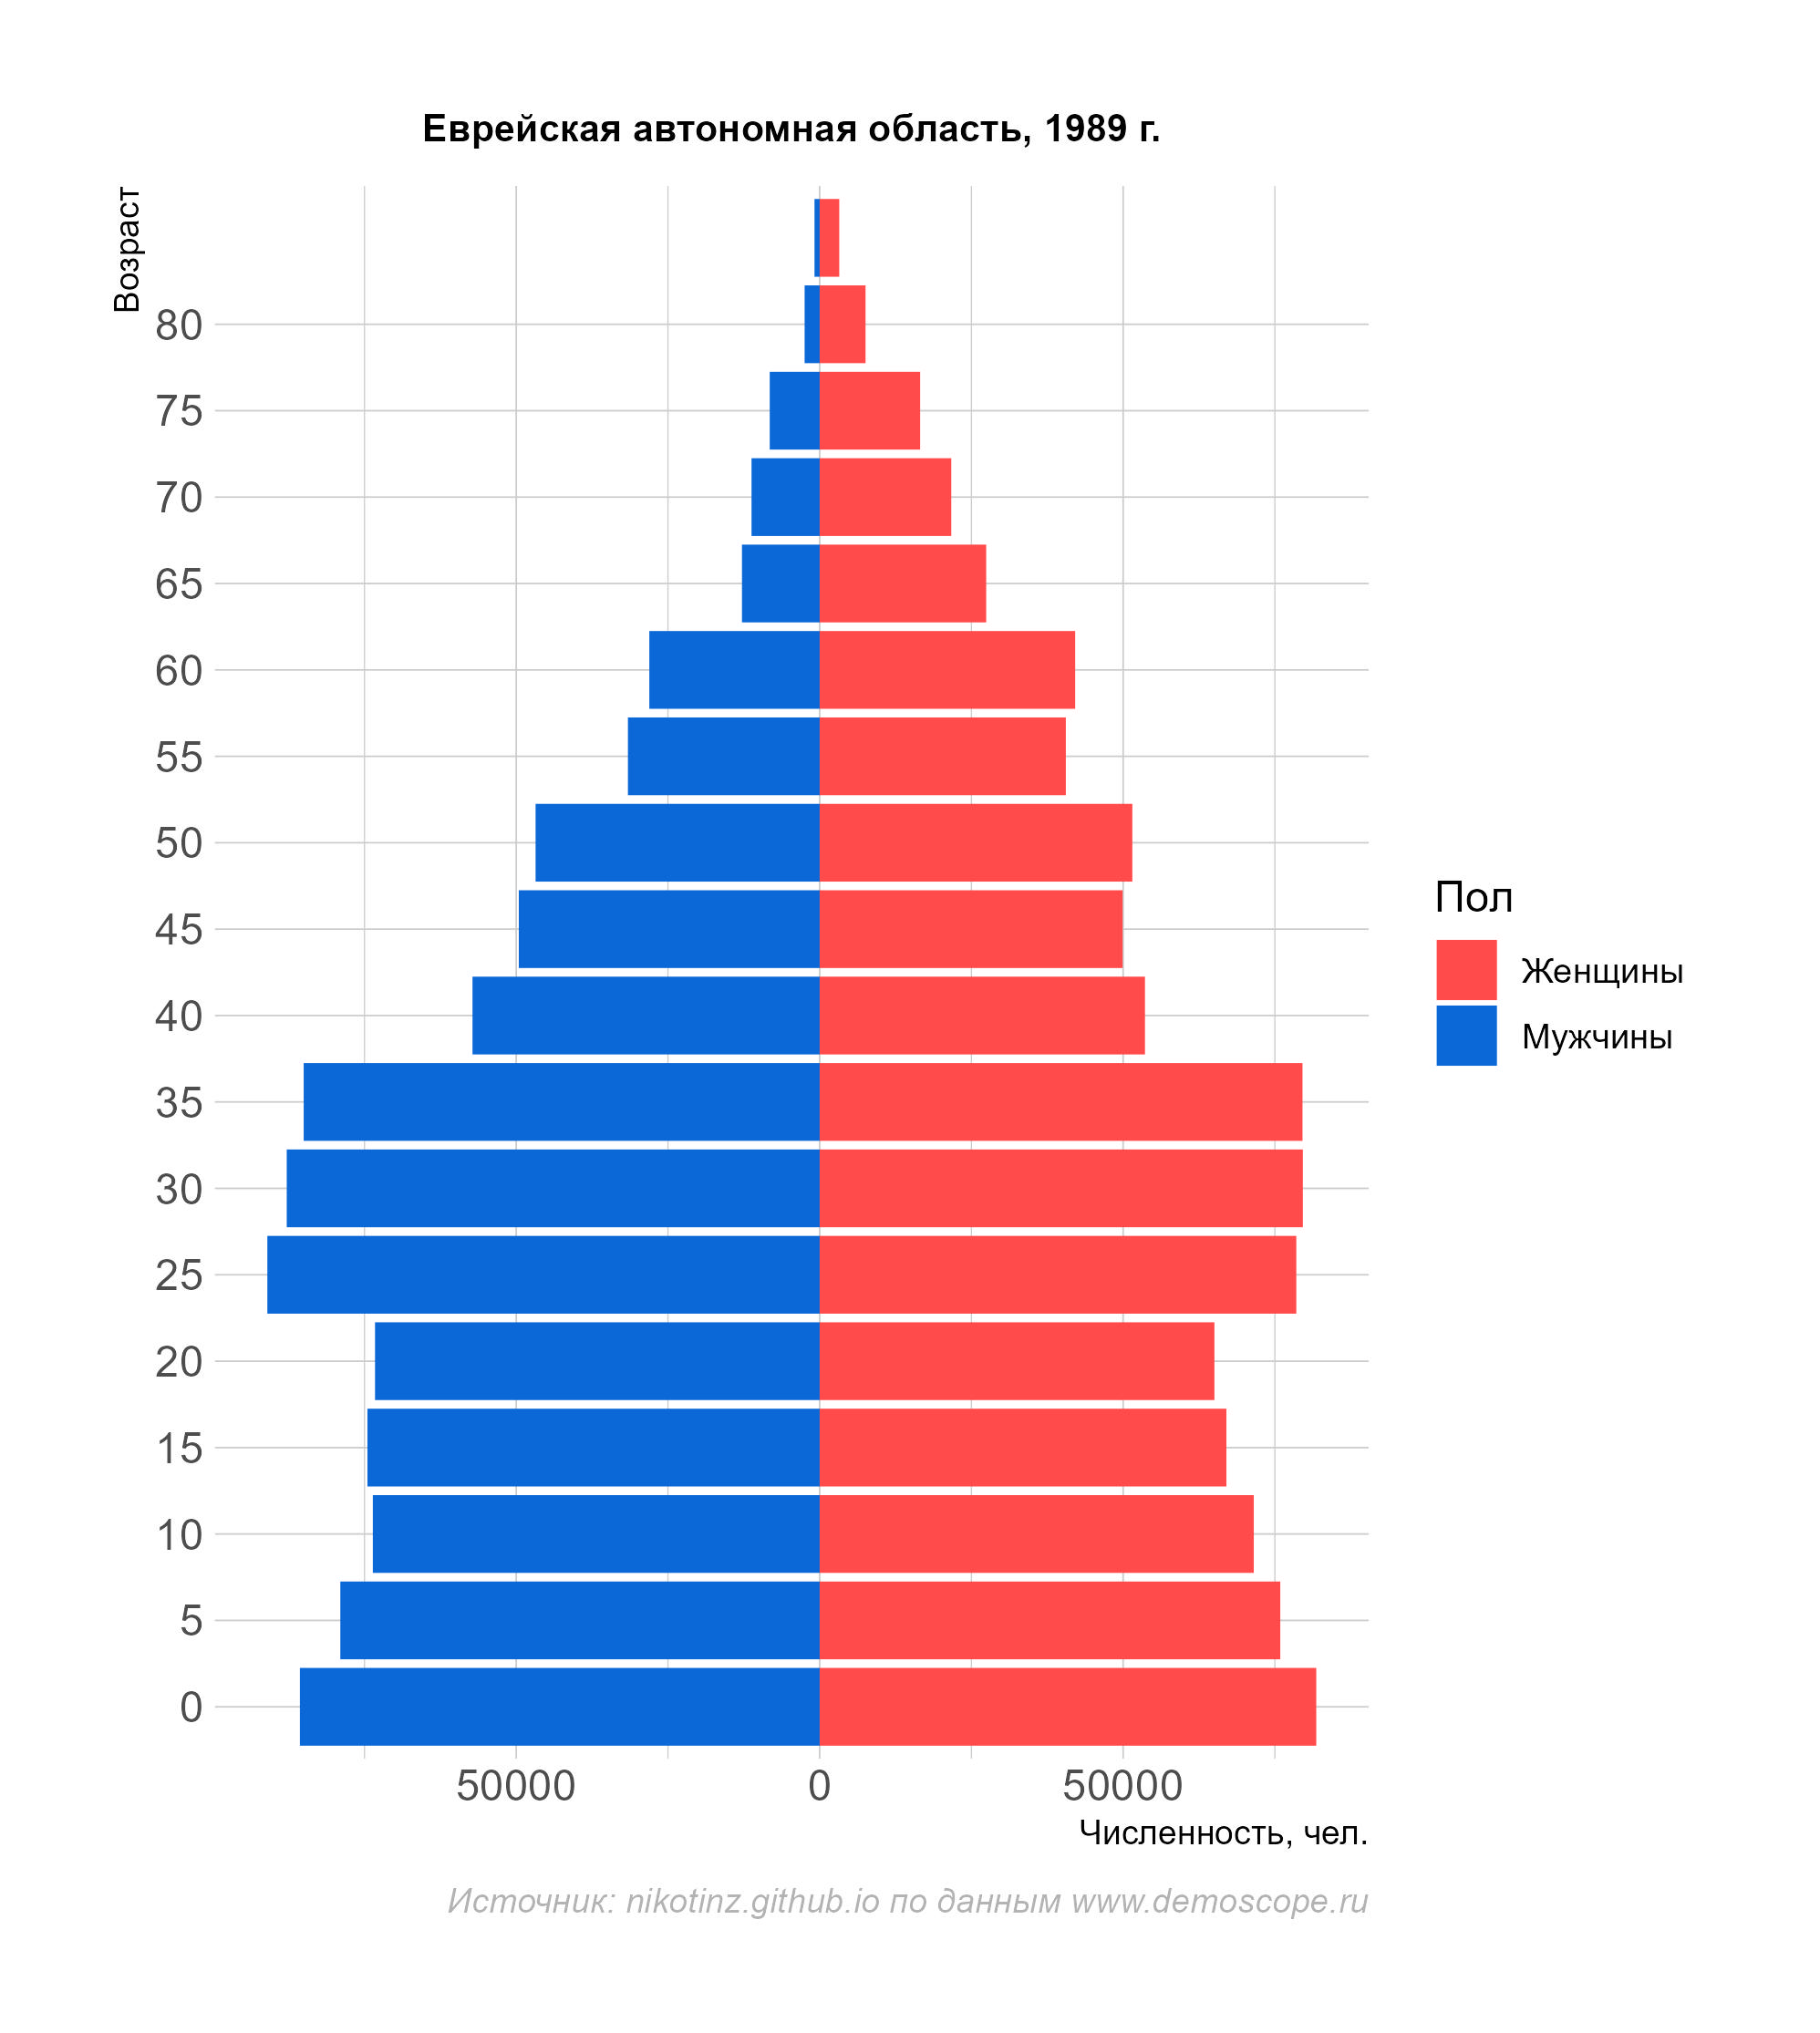 Еврейская автономная область, 1989 г.
Возраст
80
75
70
65
60
55
50
45
40
35
30
25
20
15
10
5
0
50000 0 50000
Численность, чел.
Пол
Женщины
Мужчины
Источник: nikotinz.github.io по данным www.demoscope.ru